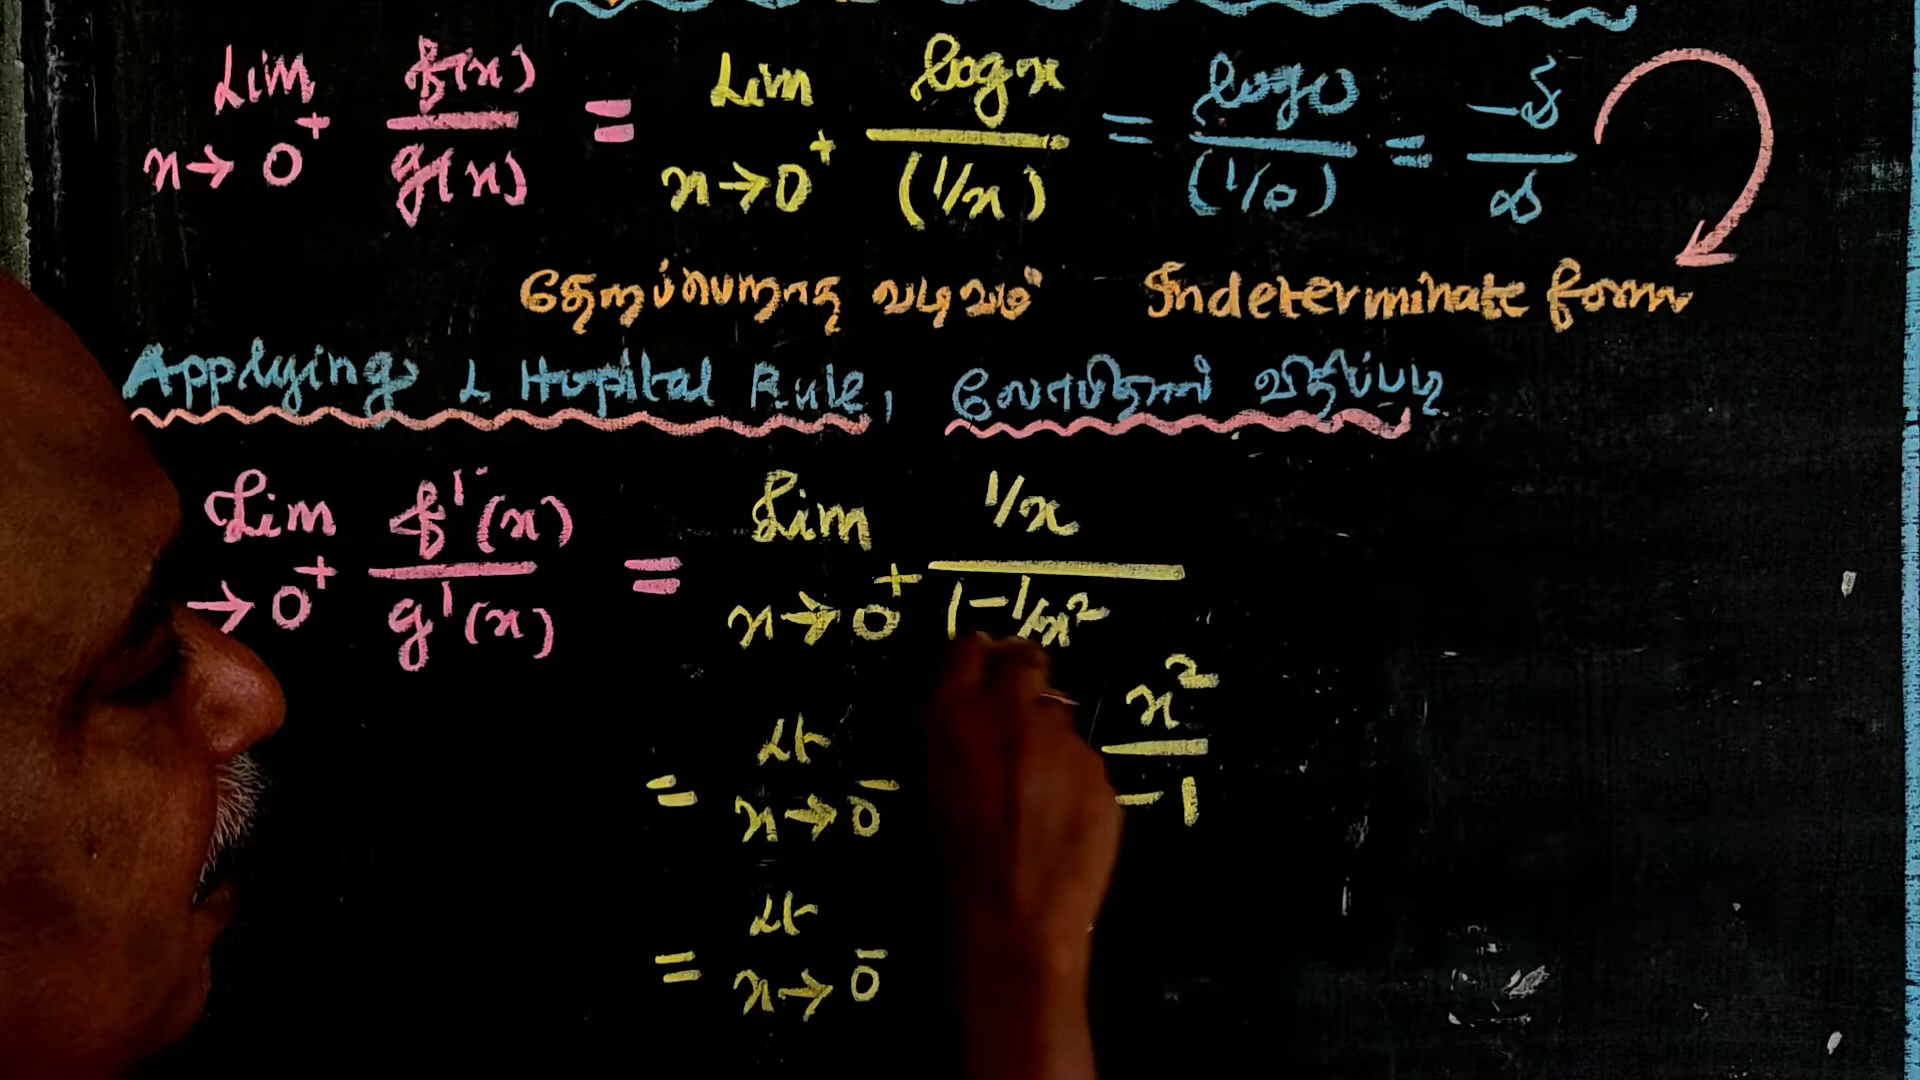 Lim x→0⁺ f(x)/g(x) = Lim x→0⁺ log x/(1/x) = log 0/(1/0) = -∞/∞
தேறப்பெறாத வடிவம் Indeterminate form
Applying L Hopital Rule, லோபிதால் விதிப்படி
Lim →0⁺ f'(x)/g'(x) = Lim x→0⁺ 1/x/(-1/x²
= Lt x→0⁻ x²/-1
= Lt x→0⁻